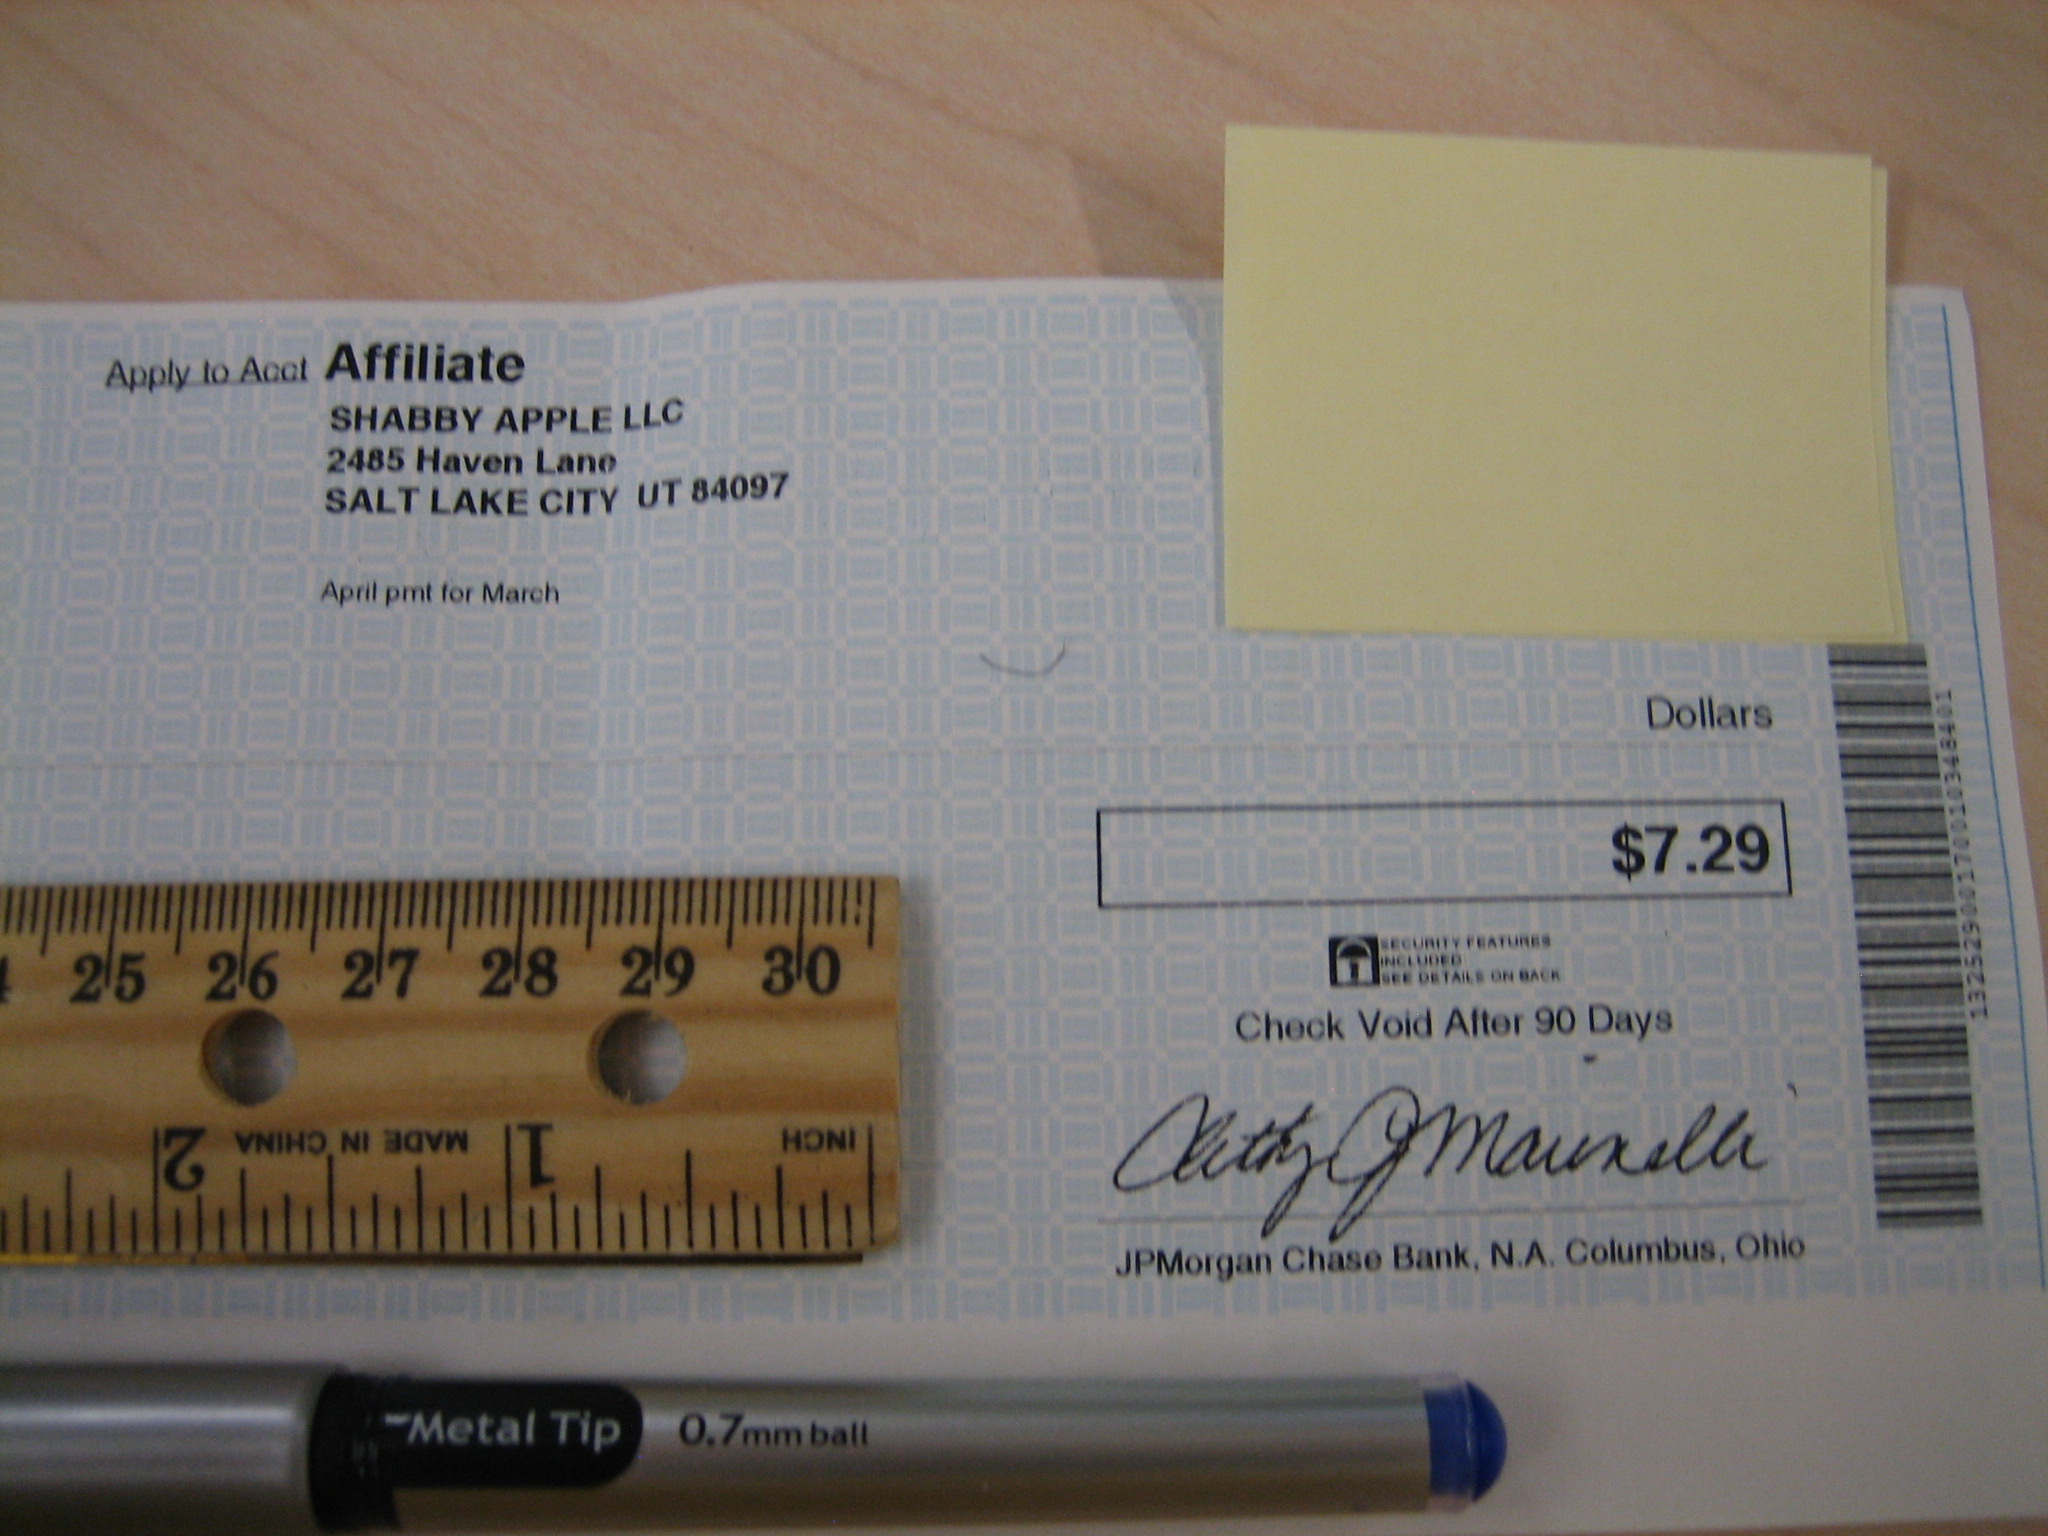 Apply to Acct Affiliate
SHABBY APPLE LLC
2485 Haven Lane
SALT LAKE CITY UT 84097
April pmt for March
Dollars
$7.29
SECURITY FEATURES
INCLUDED
SEE DETAILS ON BACK
Check Void After 90 Days
Cathy J Marinelli
JPMorgan Chase Bank, N.A. Columbus, Ohio
25 26 27 28 29 30
2 MADE IN CHINA 1 INCH
Metal Tip 0.7mm ball